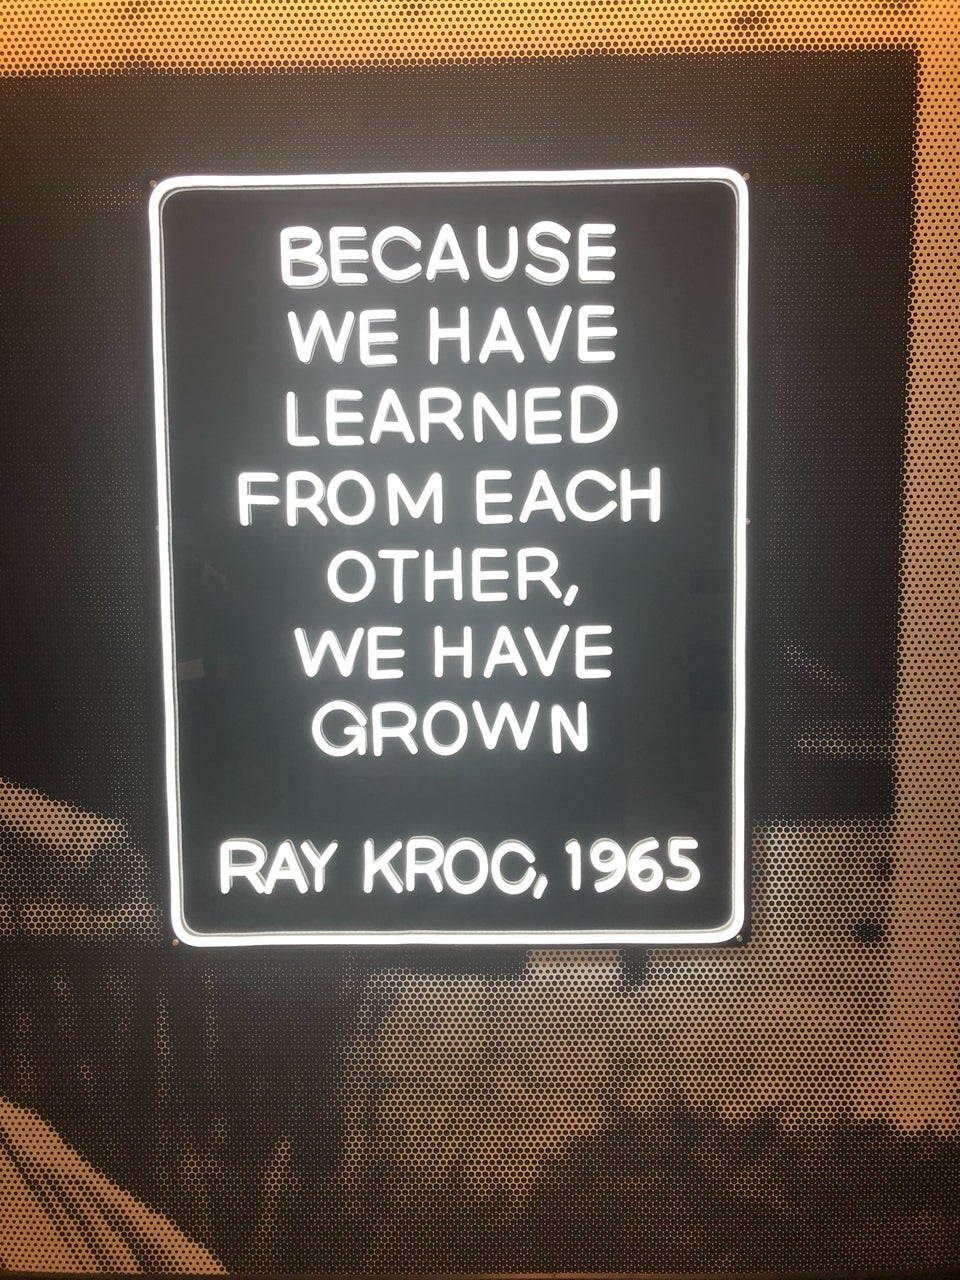 BECAUSE
WE HAVE
LEARNED
FROM EACH
OTHER,
WE HAVE
GROWN
RAY KROC, 1965